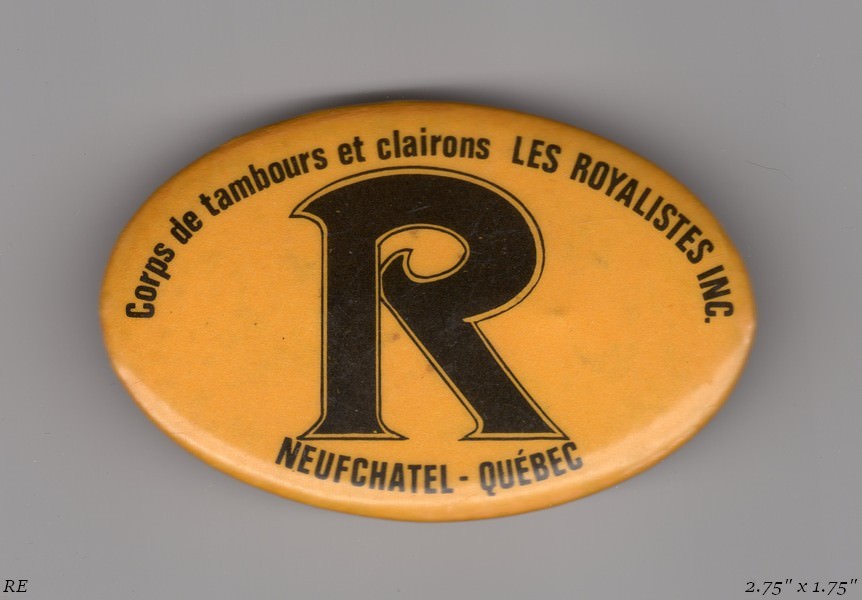 Corps de tambours et clairons LES ROYALISTES INC.
R
NEUFCHATEL - QUÉBEC
RE
2.75" x 1.75"